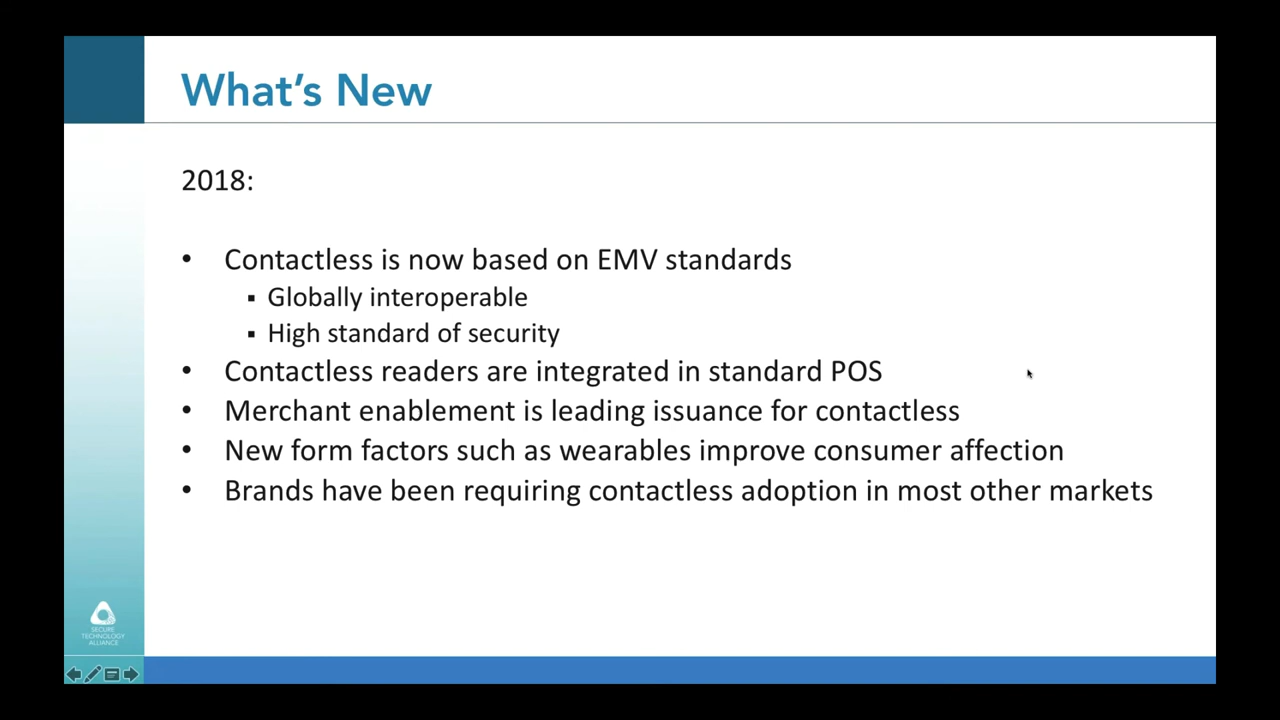 What's New
2018:
• Contactless is now based on EMV standards
▪ Globally interoperable
▪ High standard of security
• Contactless readers are integrated in standard POS
• Merchant enablement is leading issuance for contactless
• New form factors such as wearables improve consumer affection
• Brands have been requiring contactless adoption in most other markets
SECURE
TECHNOLOGY
ALLIANCE